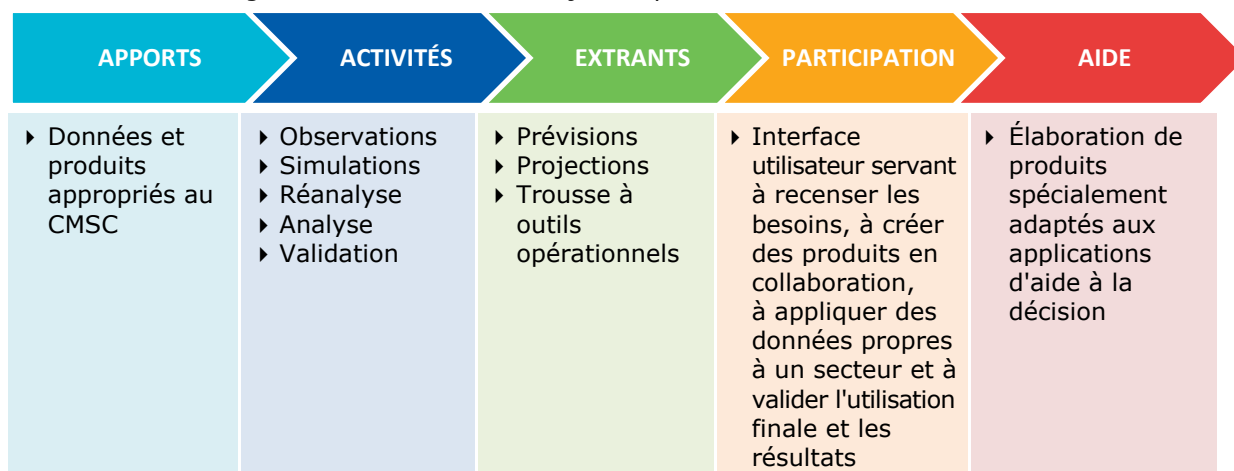 APPORTS
ACTIVITÉS
EXTRANTS
PARTICIPATION
AIDE
Données et
produits
appropriés au
CMSC
Observations
Simulations
Réanalyse
Analyse
Validation
Prévisions
Projections
Trousse à
outils
opérationnels
Interface
utilisateur servant
à recenser les
besoins, à créer
des produits en
collaboration,
à appliquer des
données propres
à un secteur et à
valider l'utilisation
finale et les
résultats
Élaboration de
produits
spécialement
adaptés aux
applications
d'aide à la
décision